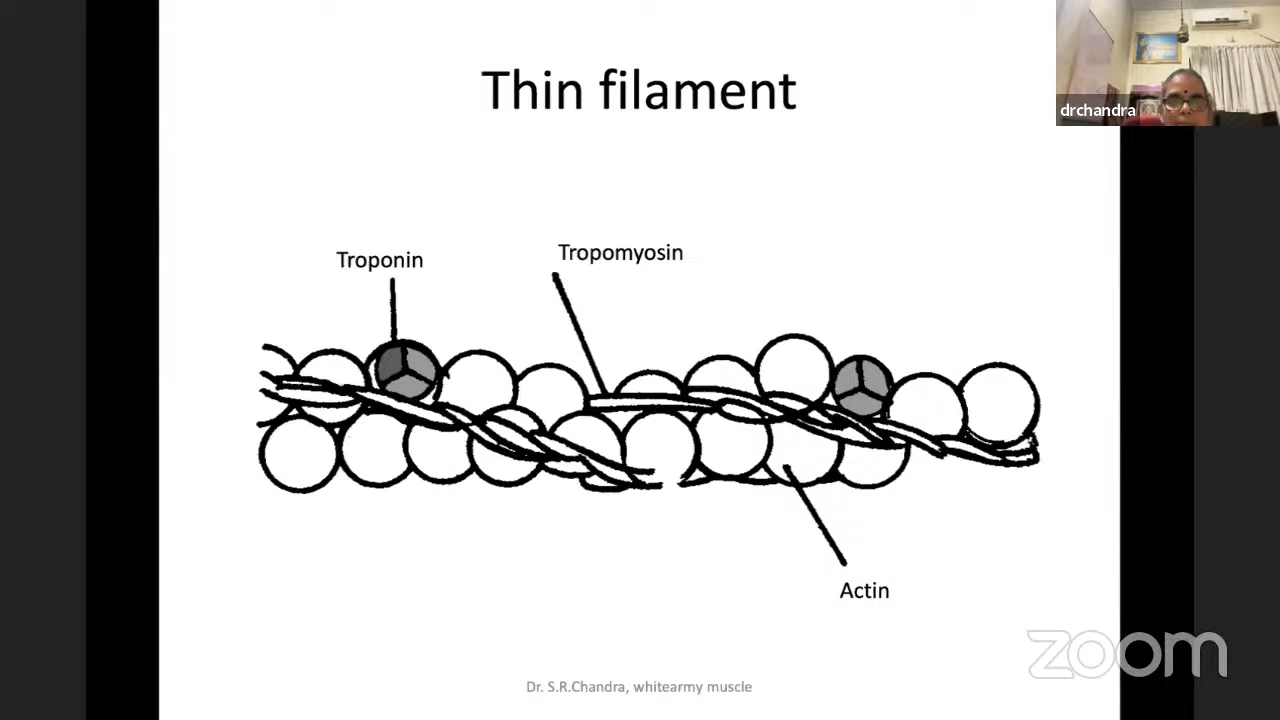 Thin filament
drchandra
Troponin
Tropomyosin
Actin
zoom
Dr. S.R.Chandra, whitearmy muscle